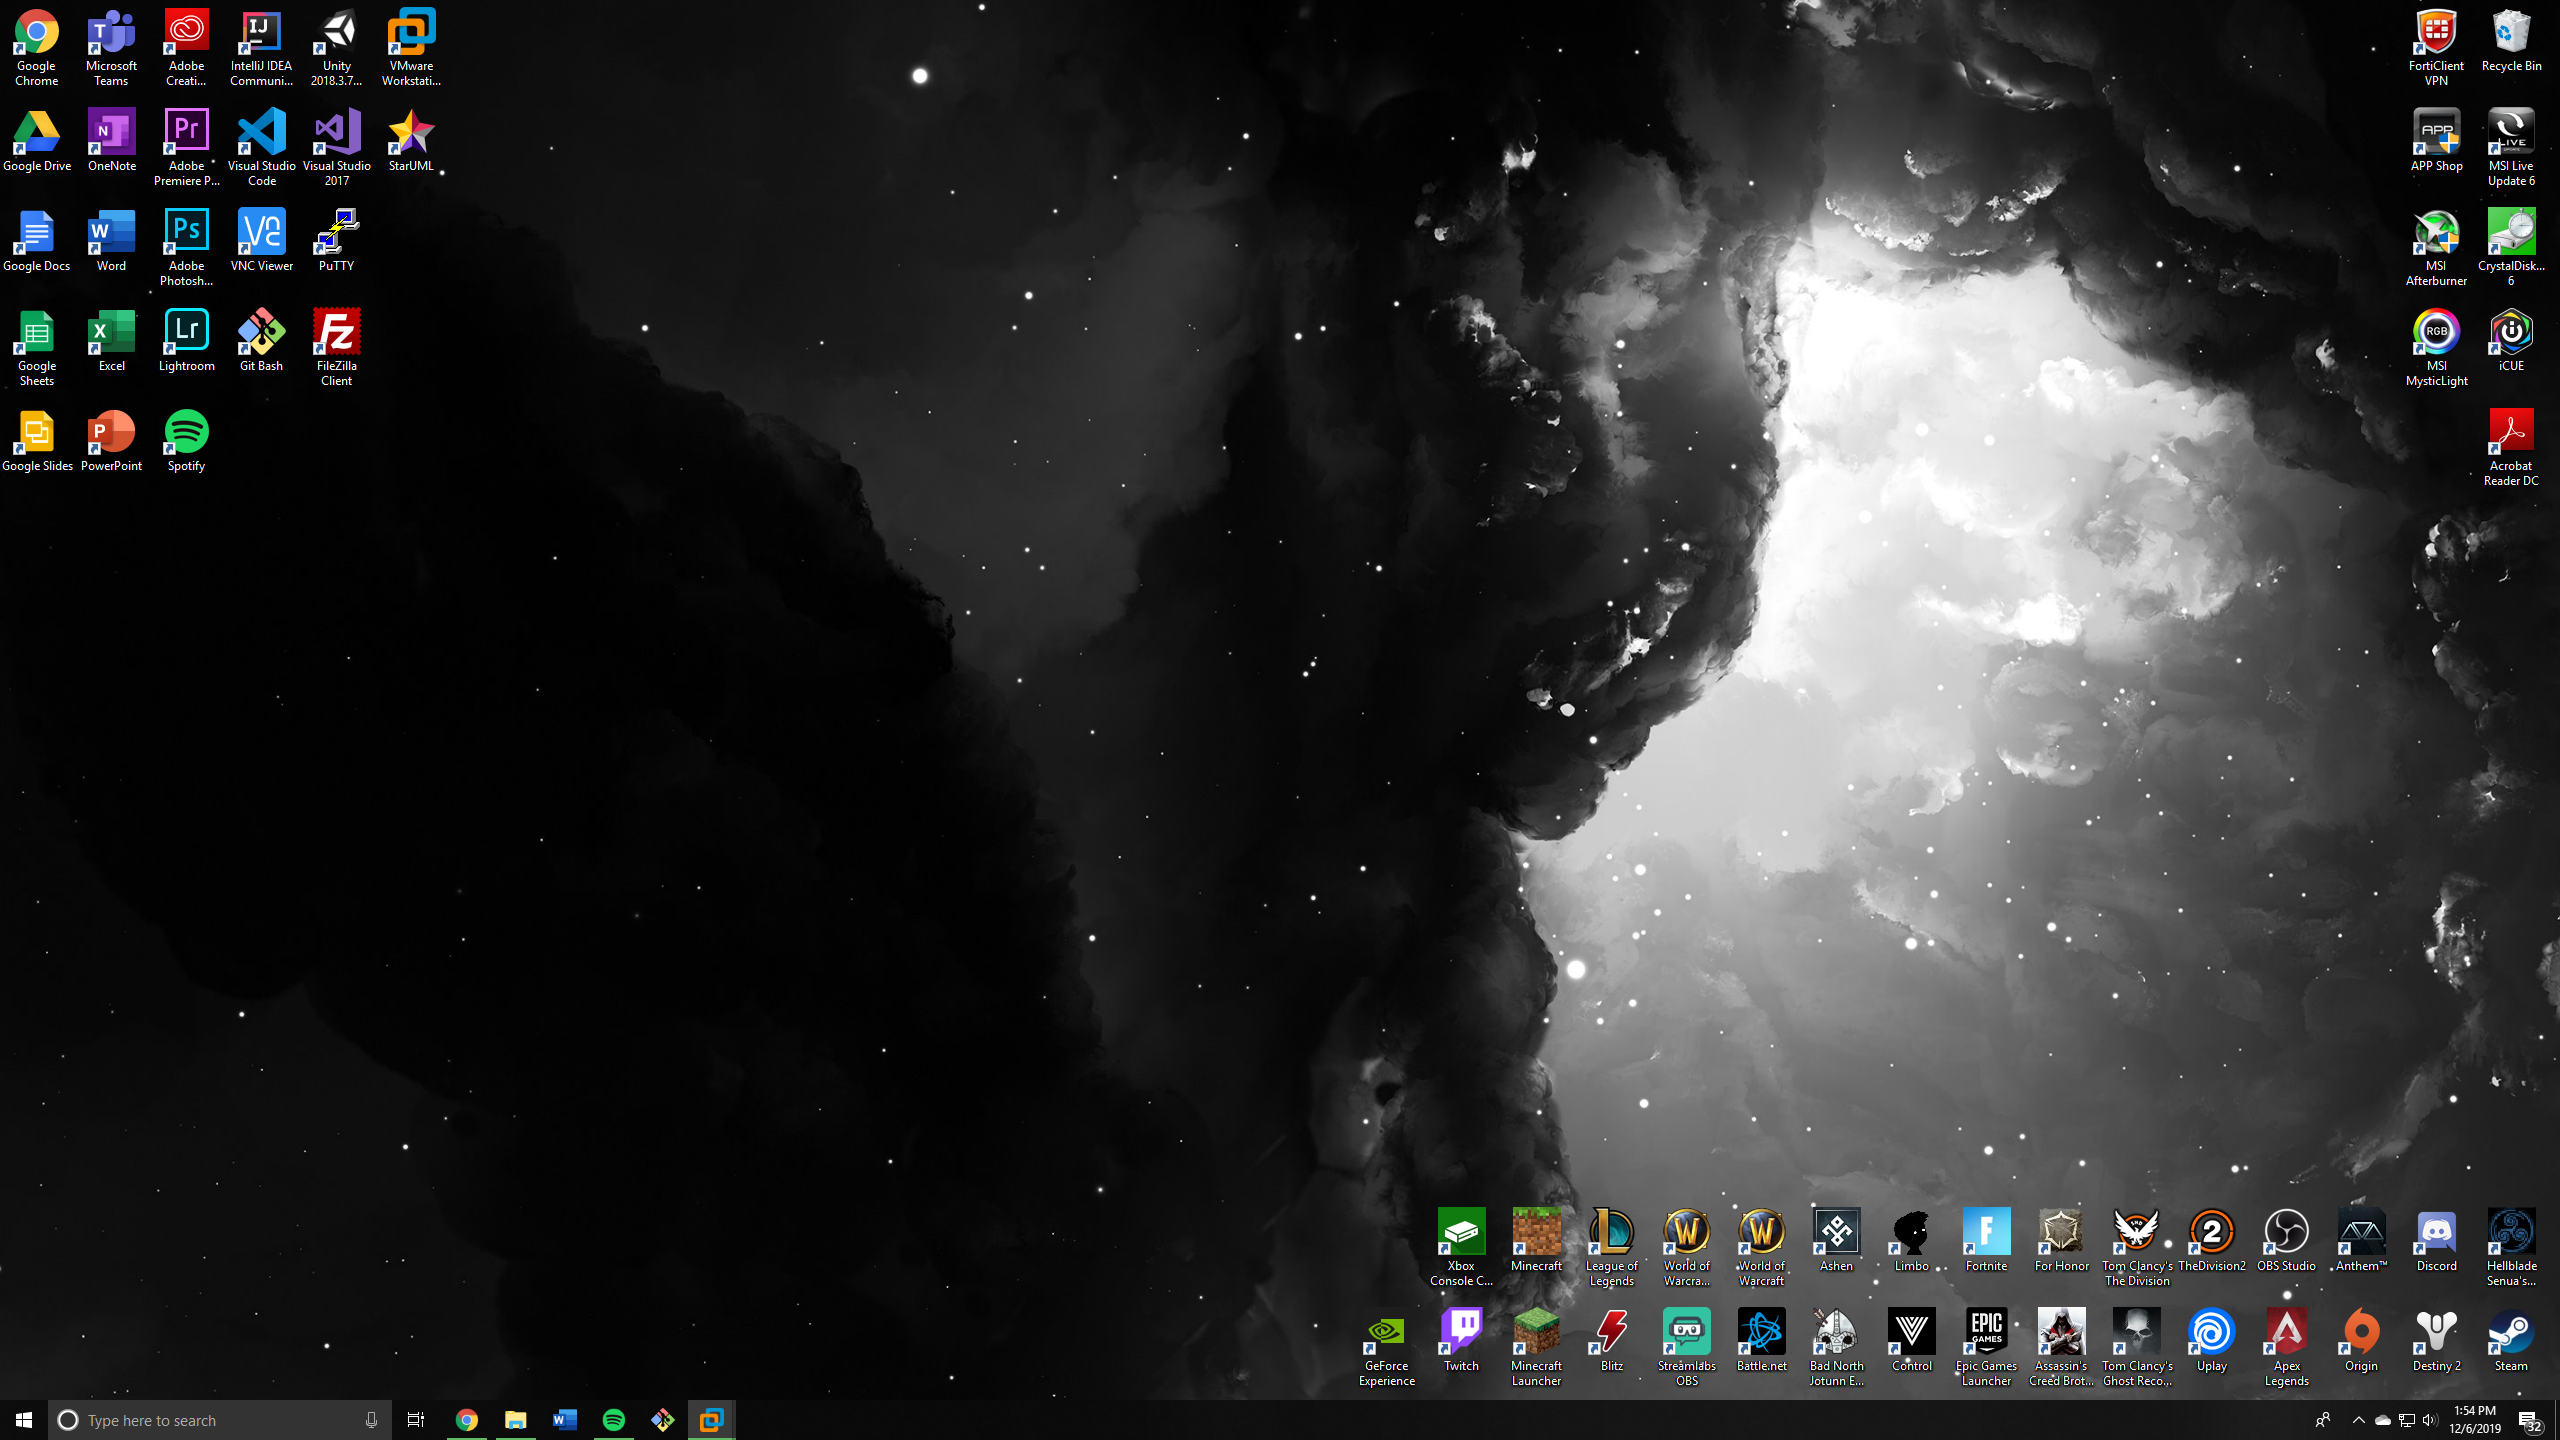 Google
Chrome
Microsoft
Teams
Adobe
Creati...
IntelliJ IDEA
Communi...
Unity
2018.3.7...
VMware
Workstati...
Google Drive
OneNote
Adobe
Premiere P...
Visual Studio
Code
Visual Studio
2017
StarUML
Google Docs
Word
Adobe
Photosh...
VNC Viewer
PuTTY
Google
Sheets
Excel
Lightroom
Git Bash
FileZilla
Client
Google Slides
PowerPoint
Spotify
FortiClient
VPN
Recycle Bin
APP Shop
MSI Live
Update 6
MSI
Afterburner
CrystalDisk...
6
MSI
MysticLight
iCUE
Acrobat
Reader DC
Xbox
Console C...
Minecraft
League of
Legends
World of
Warcra...
World of
Warcraft
Ashen
Limbo
Fortnite
For Honor
Tom Clancy's
The Division
TheDivision2
OBS Studio
Anthem™
Discord
Hellblade
Senua's...
GeForce
Experience
Twitch
Minecraft
Launcher
Blitz
Streamlabs
OBS
Battle.net
Bad North
Jotunn E...
Control
Epic Games
Launcher
Assassin's
Creed Brot...
Tom Clancy's
Ghost Reco...
Uplay
Apex
Legends
Origin
Destiny 2
Steam
Type here to search
1:54 PM
12/6/2019
32